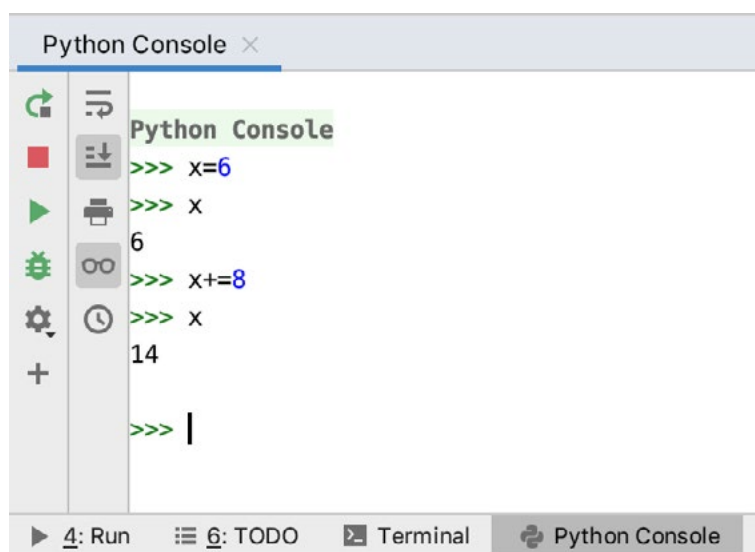 Python Console
Python Console
>>> x=6
>>> x
6
>>> x+=8
>>> x
14
>>>
4: Run 6: TODO Terminal Python Console